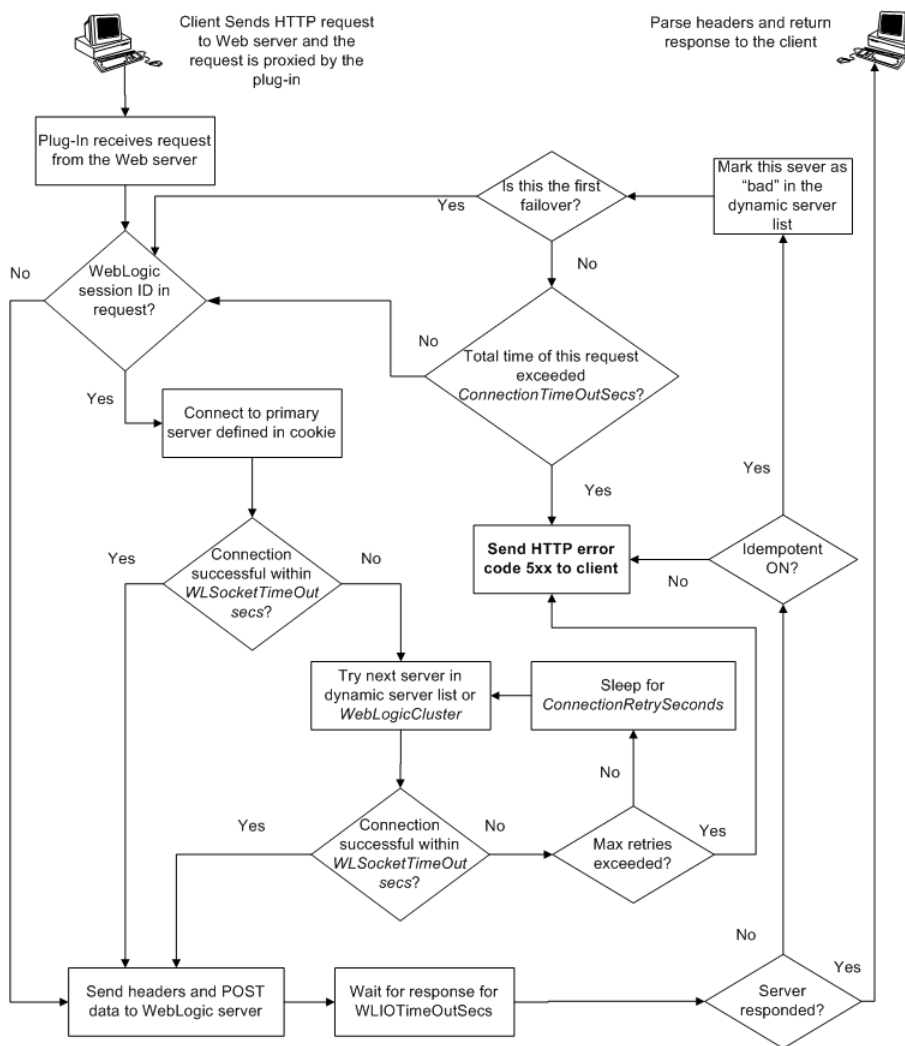 Client Sends HTTP request
to Web server and the
request is proxied by the
plug-in
Parse headers and return
response to the client
Plug-In receives request
from the Web server
Is this the first
failover?
Mark this sever as
“bad” in the
dynamic server
list
Yes
No
No
WebLogic
session ID in
request?
No
Total time of this request
exceeded
ConnectionTimeOutSecs?
Yes
Connect to primary
server defined in cookie
Yes
Yes
Yes
Connection
successful within
WLSocketTimeOut
secs?
No
Send HTTP error
code 5xx to client
No
Idempotent
ON?
Try next server in
dynamic server list or
WebLogicCluster
Sleep for
ConnectionRetrySeconds
No
Yes
Connection
successful within
WLSocketTimeOut
secs?
No
Max retries
exceeded?
Yes
No
Yes
Send headers and POST
data to WebLogic server
Wait for response for
WLIOTimeOutSecs
Server
responded?